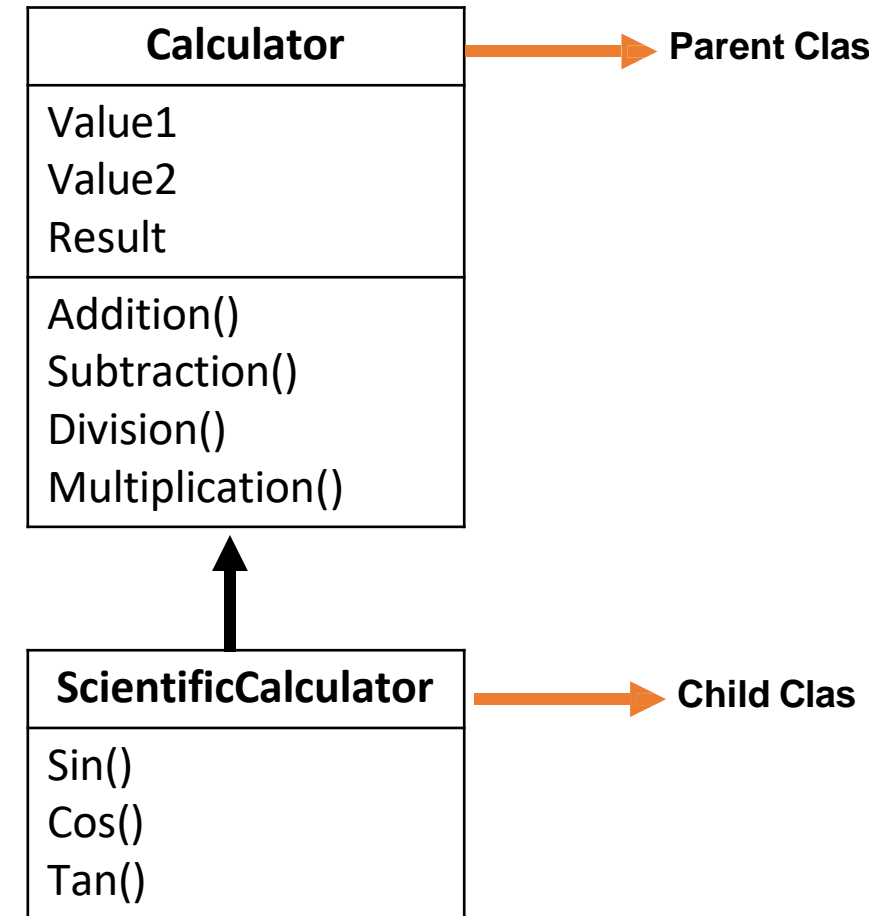 Calculator
Parent Clas
Value1
Value2
Result
Addition()
Subtraction()
Division()
Multiplication()
ScientificCalculator
Child Clas
Sin()
Cos()
Tan()